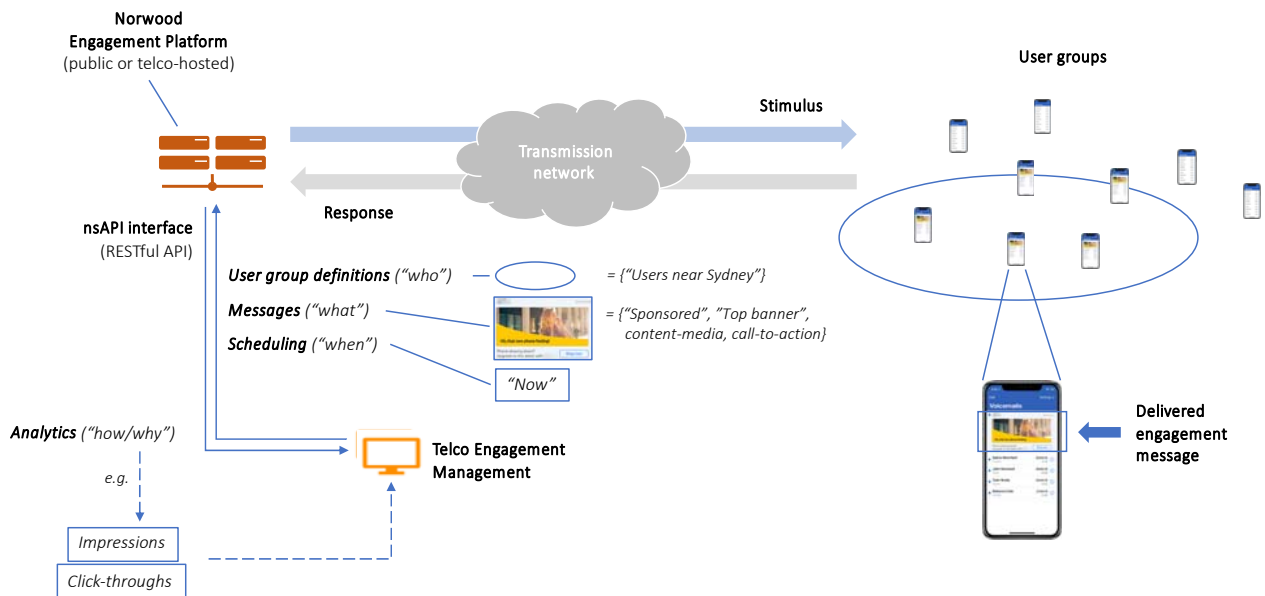 Norwood
Engagement Platform
(public or telco-hosted)
User groups
Stimulus
Transmission
network
Response
nsAPI interface
(RESTful API)
User group definitions (“who”)
= {“Users near Sydney”}
Messages (“what”)
= {“Sponsored”, ”Top banner”,
content-media, call-to-action}
Scheduling (“when”)
“Now”
Analytics (“how/why”)
e.g.
Impressions
Click-throughs
Telco Engagement
Management
Voicemails
Delivered
engagement
message